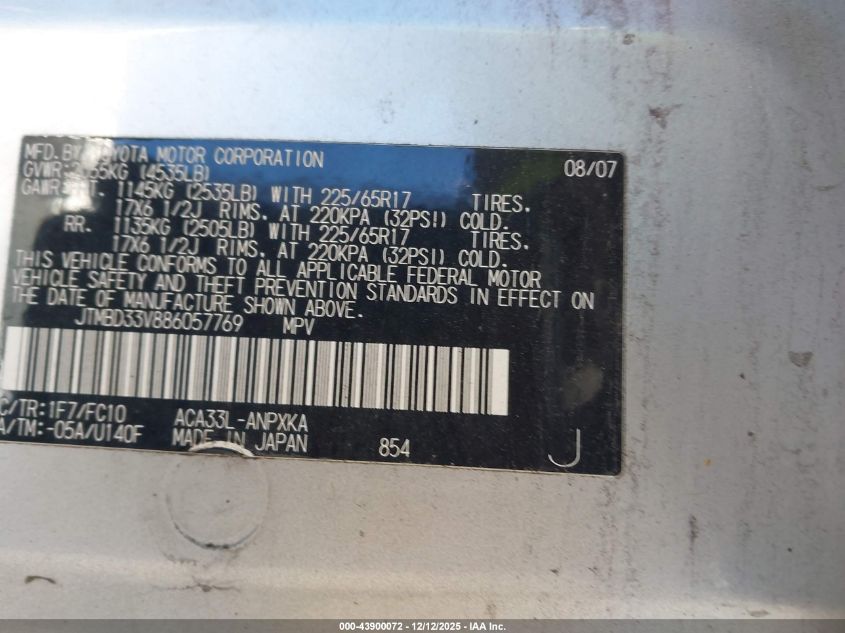 MFD. BY TOYOTA MOTOR CORPORATION 08/07
GVWR: KG (4535LB)
GAWR: 1145KG (2535LB) WITH 225/65R17 TIRES.
17X6 1/2J RIMS. AT 220KPA (32PSI) COLD.
RR. 1135KG (2505LB) WITH 225/65R17 TIRES,
17X6 1/2J RIMS. AT 220KPA (32PSI) COLD.
THIS VEHICLE CONFORMS TO ALL APPLICABLE FEDERAL MOTOR
VEHICLE SAFETY AND THEFT PREVENTION STANDARDS IN EFFECT ON
THE DATE OF MANUFACTURE SHOWN ABOVE.
JTMBD33V886057769 MPV
C/TR: 1F7/FC10 ACA33L-ANPXKA
A/TM: -05A/U140F MADE IN JAPAN 854 J
000-43900072 - 12/12/2025 - IAA Inc.